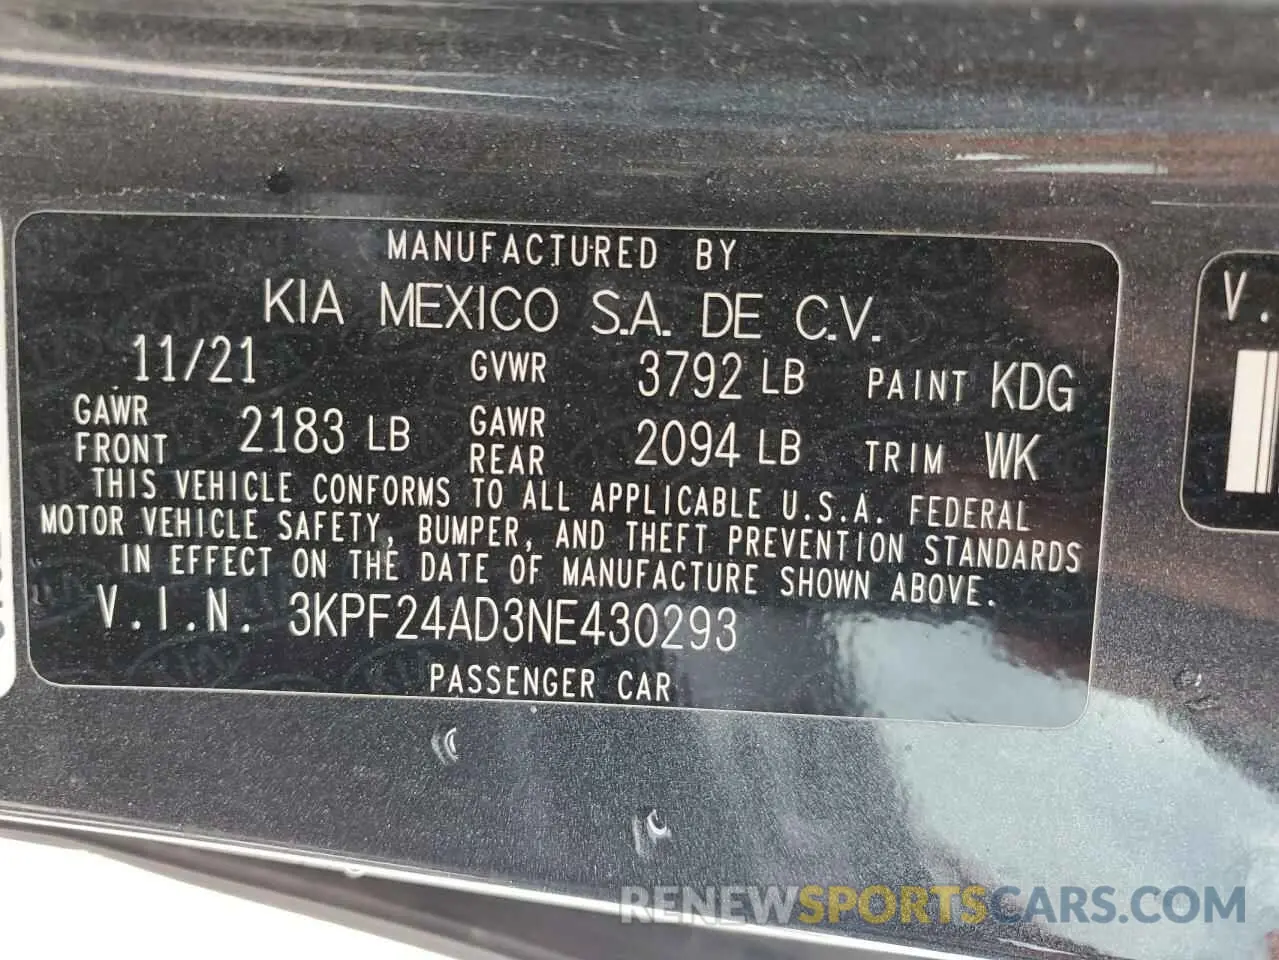 MANUFACTURED BY
KIA MEXICO S.A. DE C.V.
11/21 GVWR 3792 LB PAINT KDG
GAWR FRONT 2183 LB GAWR REAR 2094 LB TRIM WK
THIS VEHICLE CONFORMS TO ALL APPLICABLE U.S.A. FEDERAL
MOTOR VEHICLE SAFETY, BUMPER, AND THEFT PREVENTION STANDARDS
IN EFFECT ON THE DATE OF MANUFACTURE SHOWN ABOVE.
V.I.N. 3KPF24AD3NE430293
PASSENGER CAR
V.
RENEWSPORTSCARS.COM